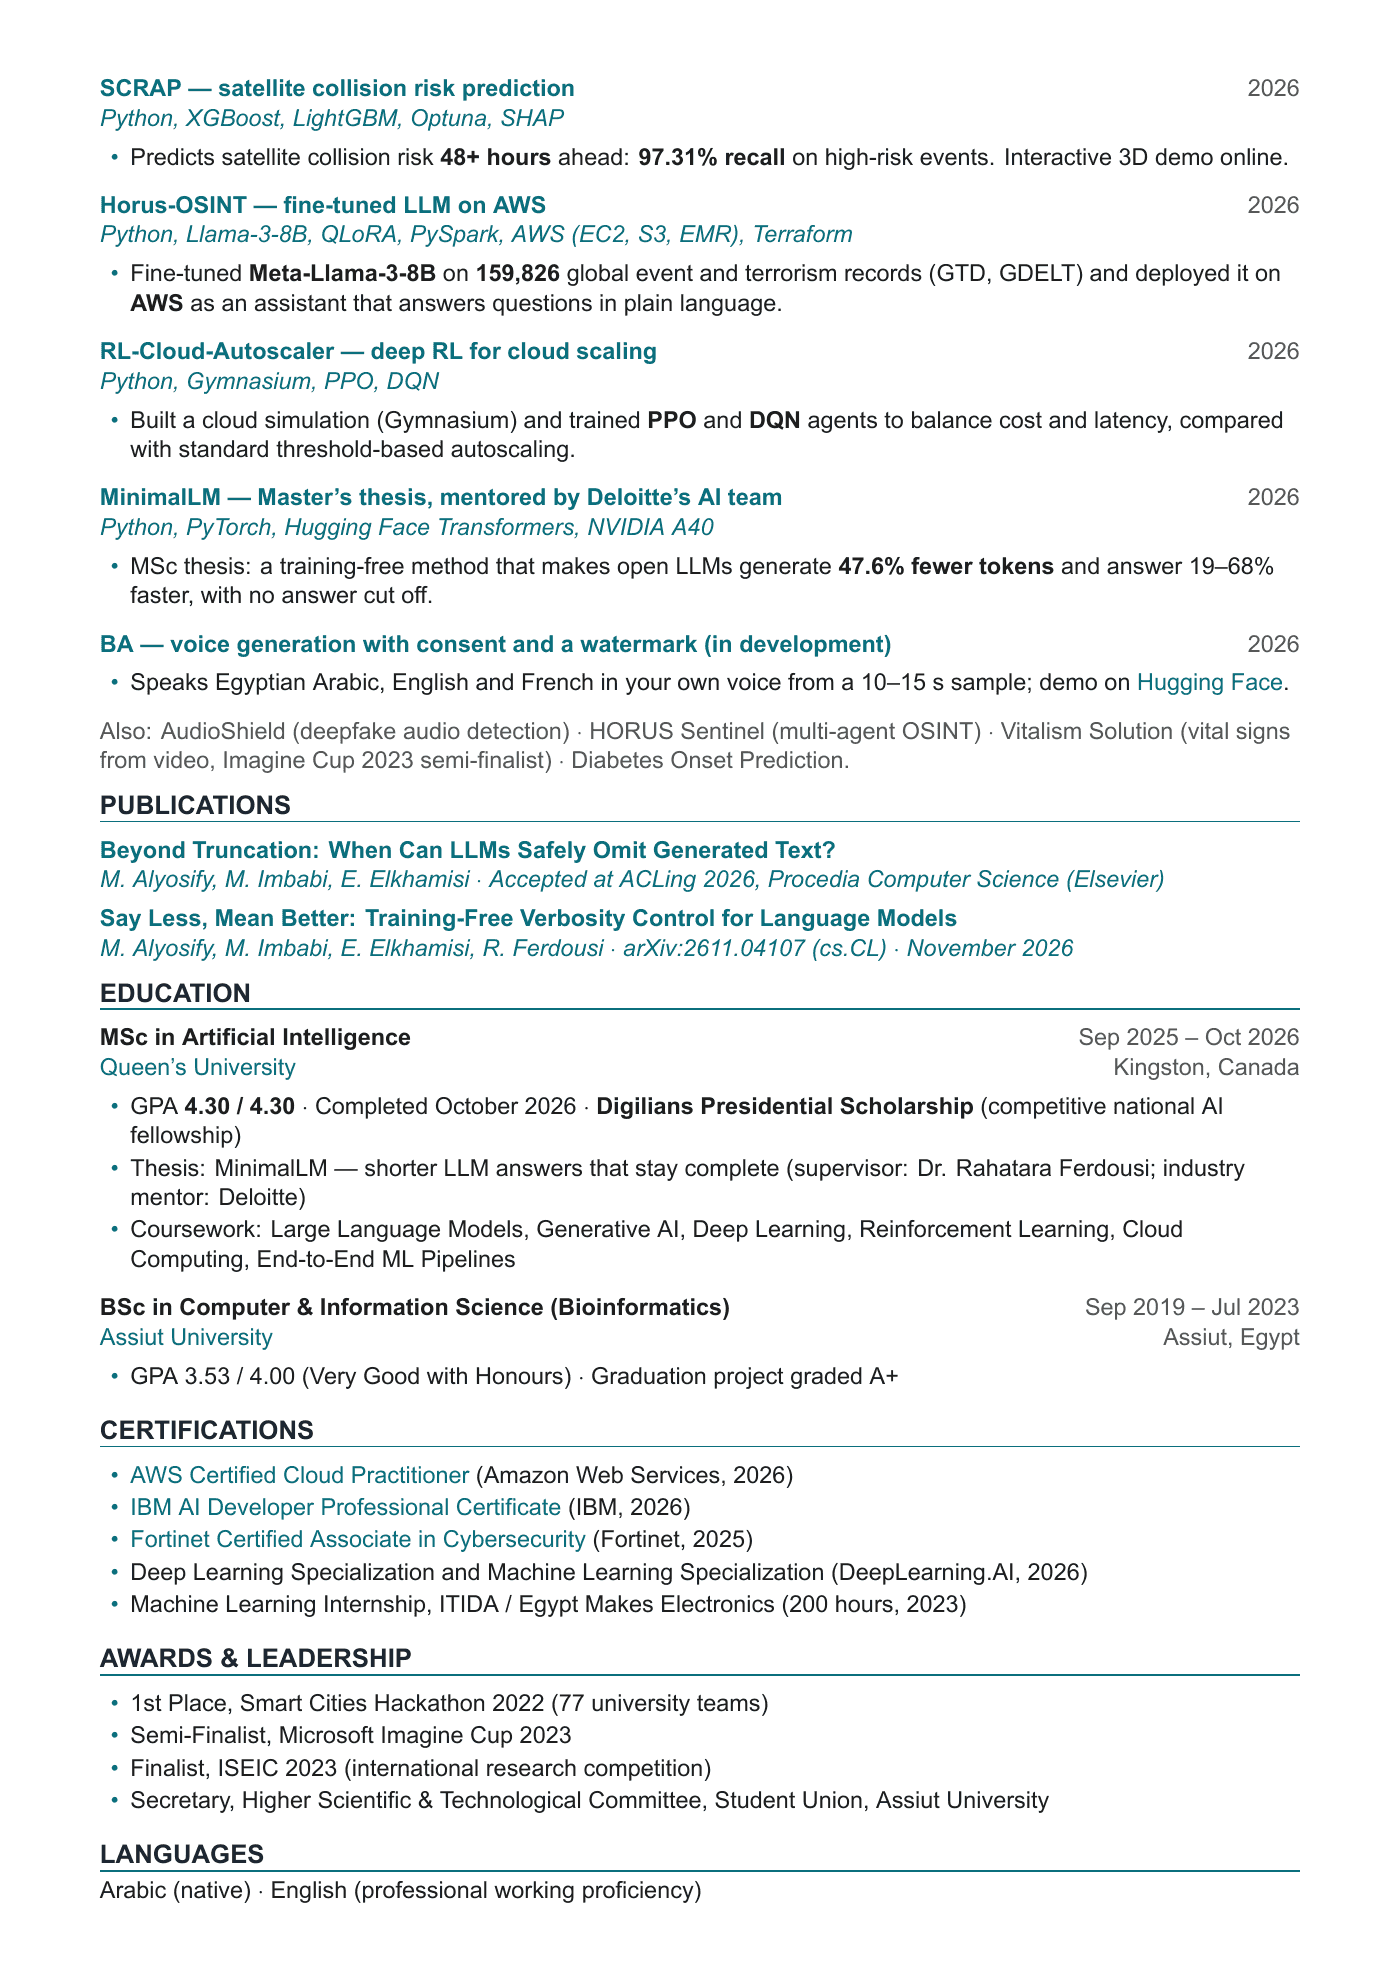 SCRAP — satellite collision risk prediction 2026
Python, XGBoost, LightGBM, Optuna, SHAP
• Predicts satellite collision risk 48+ hours ahead: 97.31% recall on high-risk events. Interactive 3D demo online.
Horus-OSINT — fine-tuned LLM on AWS 2026
Python, Llama-3-8B, QLoRA, PySpark, AWS (EC2, S3, EMR), Terraform
• Fine-tuned Meta-Llama-3-8B on 159,826 global event and terrorism records (GTD, GDELT) and deployed it on
AWS as an assistant that answers questions in plain language.
RL-Cloud-Autoscaler — deep RL for cloud scaling 2026
Python, Gymnasium, PPO, DQN
• Built a cloud simulation (Gymnasium) and trained PPO and DQN agents to balance cost and latency, compared
with standard threshold-based autoscaling.
MinimalLM — Master’s thesis, mentored by Deloitte’s AI team 2026
Python, PyTorch, Hugging Face Transformers, NVIDIA A40
• MSc thesis: a training-free method that makes open LLMs generate 47.6% fewer tokens and answer 19–68%
faster, with no answer cut off.
BA — voice generation with consent and a watermark (in development) 2026
• Speaks Egyptian Arabic, English and French in your own voice from a 10–15 s sample; demo on Hugging Face.
Also: AudioShield (deepfake audio detection) · HORUS Sentinel (multi-agent OSINT) · Vitalism Solution (vital signs
from video, Imagine Cup 2023 semi-finalist) · Diabetes Onset Prediction.
PUBLICATIONS
Beyond Truncation: When Can LLMs Safely Omit Generated Text?
M. Alyosify, M. Imbabi, E. Elkhamisi · Accepted at ACLing 2026, Procedia Computer Science (Elsevier)
Say Less, Mean Better: Training-Free Verbosity Control for Language Models
M. Alyosify, M. Imbabi, E. Elkhamisi, R. Ferdousi · arXiv:2611.04107 (cs.CL) · November 2026
EDUCATION
MSc in Artificial Intelligence Sep 2025 – Oct 2026
Queen’s University Kingston, Canada
• GPA 4.30 / 4.30 · Completed October 2026 · Digilians Presidential Scholarship (competitive national AI
fellowship)
• Thesis: MinimalLM — shorter LLM answers that stay complete (supervisor: Dr. Rahatara Ferdousi; industry
mentor: Deloitte)
• Coursework: Large Language Models, Generative AI, Deep Learning, Reinforcement Learning, Cloud
Computing, End-to-End ML Pipelines
BSc in Computer & Information Science (Bioinformatics) Sep 2019 – Jul 2023
Assiut University Assiut, Egypt
• GPA 3.53 / 4.00 (Very Good with Honours) · Graduation project graded A+
CERTIFICATIONS
• AWS Certified Cloud Practitioner (Amazon Web Services, 2026)
• IBM AI Developer Professional Certificate (IBM, 2026)
• Fortinet Certified Associate in Cybersecurity (Fortinet, 2025)
• Deep Learning Specialization and Machine Learning Specialization (DeepLearning.AI, 2026)
• Machine Learning Internship, ITIDA / Egypt Makes Electronics (200 hours, 2023)
AWARDS & LEADERSHIP
• 1st Place, Smart Cities Hackathon 2022 (77 university teams)
• Semi-Finalist, Microsoft Imagine Cup 2023
• Finalist, ISEIC 2023 (international research competition)
• Secretary, Higher Scientific & Technological Committee, Student Union, Assiut University
LANGUAGES
Arabic (native) · English (professional working proficiency)